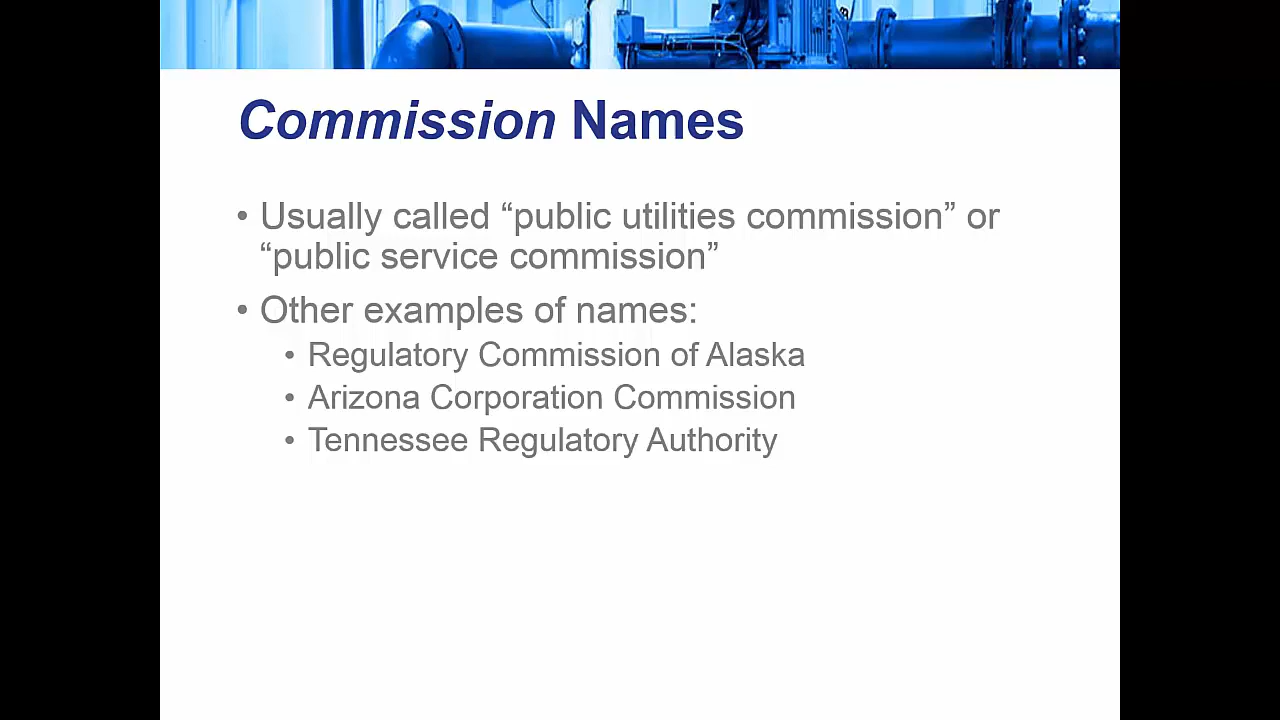 Commission Names
• Usually called “public utilities commission” or
“public service commission”
• Other examples of names:
• Regulatory Commission of Alaska
• Arizona Corporation Commission
• Tennessee Regulatory Authority